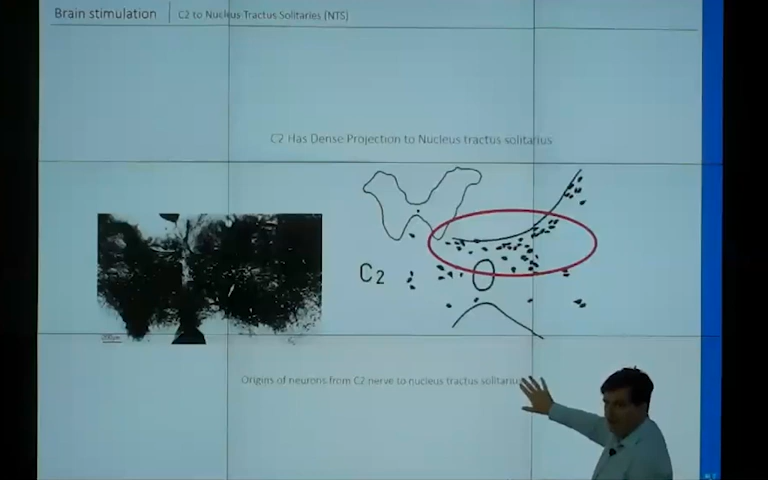 Brain stimulation
C2 to Nucleus Tractus Solitaries (NTS)
C2 Has Dense Projection to Nucleus tractus solitarius
C2
Origins of neurons from C2 nerve to nucleus tractus solitarius